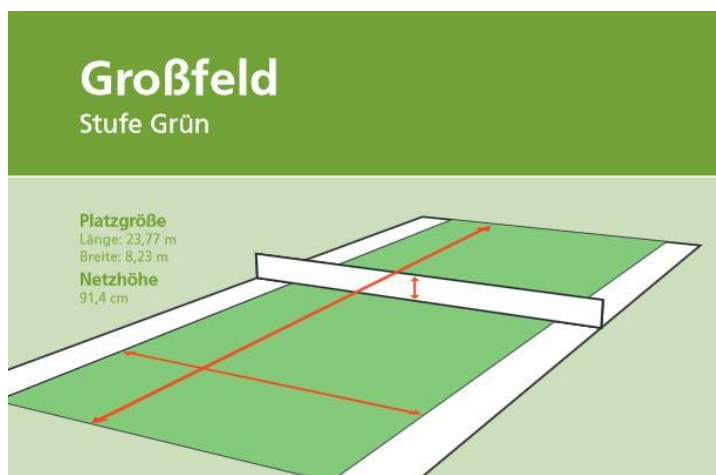 Großfeld
Stufe Grün
Platzgröße
Länge: 23,77 m
Breite: 8,23 m
Netzhöhe
91,4 cm